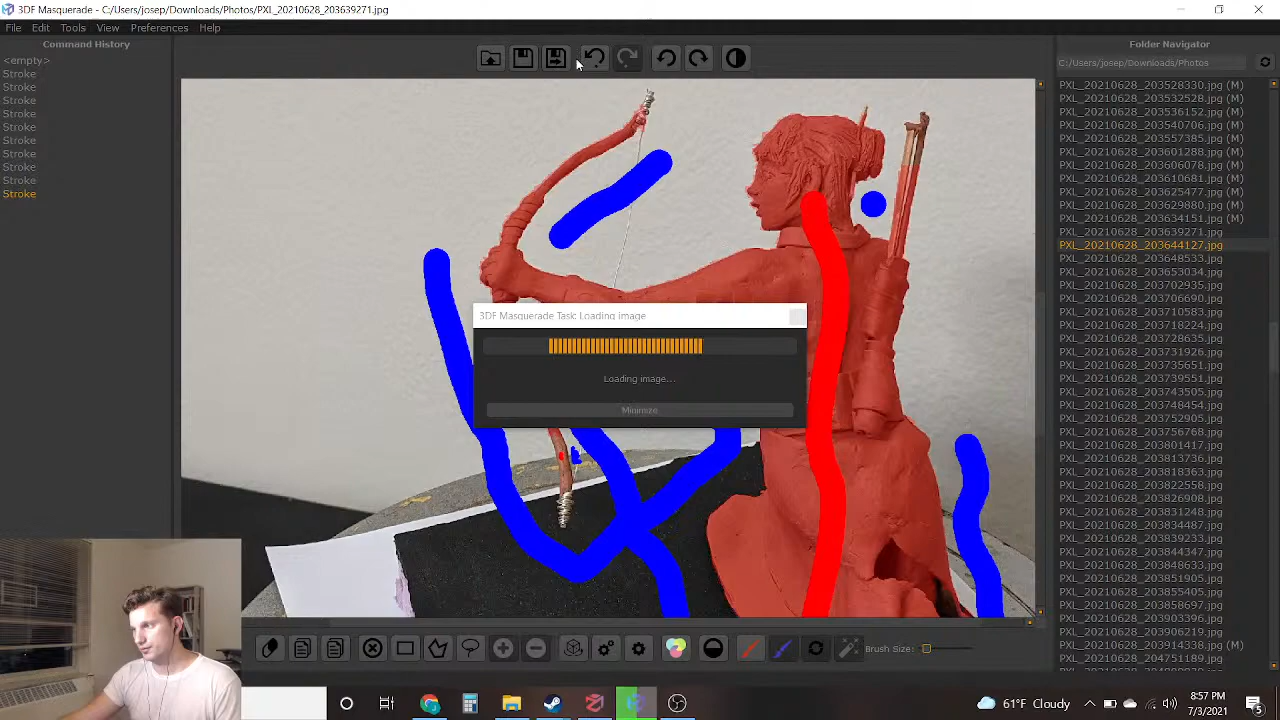 3DF Masquerade - C:/Users/josep/Downloads/Photos/PXL_20210628_203639271.jpg
File Edit Tools View Preferences Help
Command History
<empty>
Stroke
Stroke
Stroke
Stroke
Stroke
Stroke
Stroke
Stroke
Stroke
Stroke
3DF Masquerade Task: Loading image
Loading image...
Minimize
Folder Navigator
C:/Users/josep/Downloads/Photos
PXL_20210628_203528330.jpg (M)
PXL_20210628_203532528.jpg (M)
PXL_20210628_203536152.jpg (M)
PXL_20210628_203540706.jpg (M)
PXL_20210628_203557385.jpg (M)
PXL_20210628_203601288.jpg (M)
PXL_20210628_203606078.jpg (M)
PXL_20210628_203610681.jpg (M)
PXL_20210628_203625477.jpg (M)
PXL_20210628_203629880.jpg (M)
PXL_20210628_203634151.jpg (M)
PXL_20210628_203639271.jpg
PXL_20210628_203644127.jpg
PXL_20210628_203648533.jpg
PXL_20210628_203653034.jpg
PXL_20210628_203702935.jpg
PXL_20210628_203706690.jpg
PXL_20210628_203718224.jpg
PXL_20210628_203728635.jpg
PXL_20210628_203731926.jpg
PXL_20210628_203735651.jpg
PXL_20210628_203739551.jpg
PXL_20210628_203743505.jpg
PXL_20210628_203748454.jpg
PXL_20210628_203752905.jpg
PXL_20210628_203756768.jpg
PXL_20210628_203801417.jpg
PXL_20210628_203813736.jpg
PXL_20210628_203818363.jpg
PXL_20210628_203822558.jpg
PXL_20210628_203826908.jpg
PXL_20210628_203831248.jpg
PXL_20210628_203834487.jpg
PXL_20210628_203839233.jpg
PXL_20210628_203844347.jpg
PXL_20210628_203848638.jpg
PXL_20210628_203851905.jpg
PXL_20210628_203855405.jpg
PXL_20210628_203858697.jpg
PXL_20210628_203903396.jpg
PXL_20210628_203906219.jpg
PXL_20210628_203914338.jpg (M)
PXL_20210628_204751189.jpg
Brush Size:
61°F Cloudy
8:57 PM
7/3/2021
5